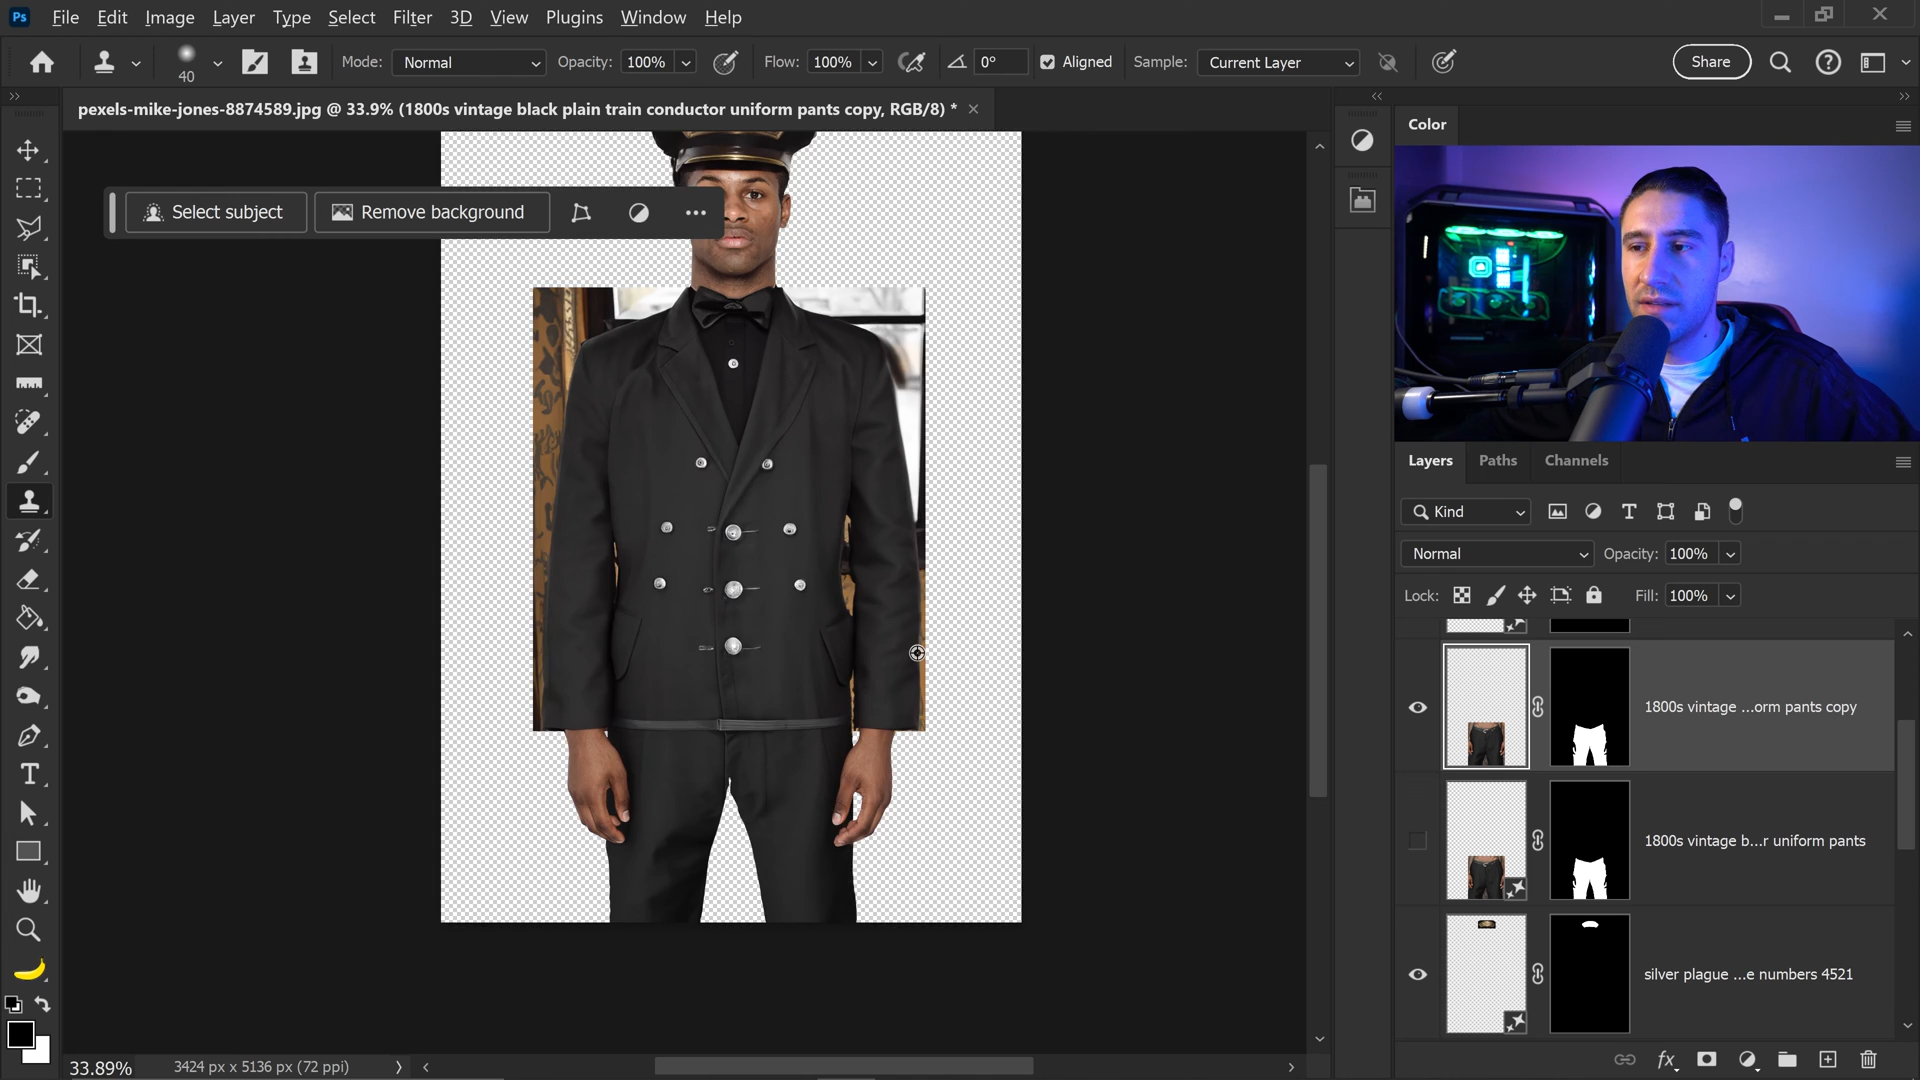 Ps File Edit Image Layer Select Type Filter 3D View Plugins Window Help
40 Mode: Normal Opacity: 100% Flow: 100% 0° Aligned Sample: Current Layer Share
pexels-mike-jones-8874589.jpg @ 33.9% (1800s vintage black plain train conductor uniform pants copy, RGB/8) *
Color
Select subject Remove background
Layers Paths Channels
Kind
Normal Opacity: 100%
Lock: Fill: 100%
1800s vintage ...orm pants copy
1800s vintage b...r uniform pants
silver plague ...e numbers 4521
33.89% 3424 px x 5136 px (72 ppi)
fx